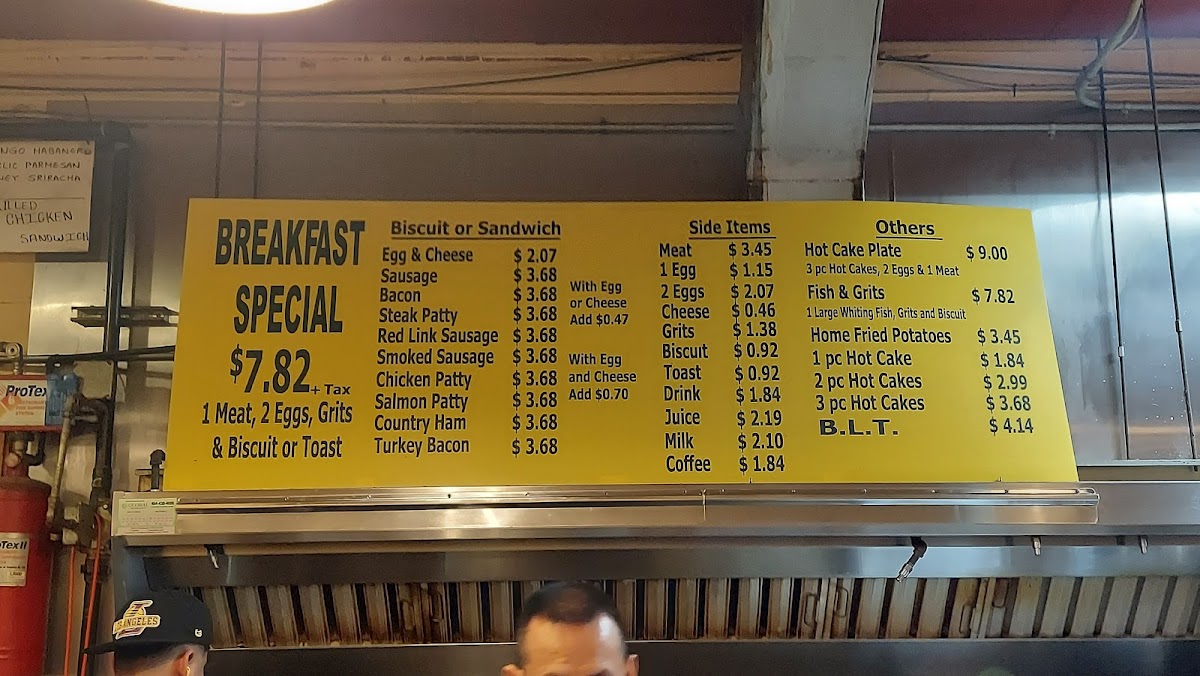 HABANERO
PARMESAN
SRIRACHA
CHICKEN
SANDWICH
BREAKFAST
SPECIAL
$7.82 + Tax
1 Meat, 2 Eggs, Grits
& Biscuit or Toast
Biscuit or Sandwich
Egg & Cheese $ 2.07
Sausage $ 3.68
Bacon $ 3.68
Steak Patty $ 3.68
Red Link Sausage $ 3.68
Smoked Sausage $ 3.68
Chicken Patty $ 3.68
Salmon Patty $ 3.68
Country Ham $ 3.68
Turkey Bacon $ 3.68
With Egg
or Cheese
Add $0.47
With Egg
and Cheese
Add $0.70
Side Items
Meat $ 3.45
1 Egg $ 1.15
2 Eggs $ 2.07
Cheese $ 0.46
Grits $ 1.38
Biscuit $ 0.92
Toast $ 0.92
Drink $ 1.84
Juice $ 2.19
Milk $ 2.10
Coffee $ 1.84
Others
Hot Cake Plate $ 9.00
3 pc Hot Cakes, 2 Eggs & 1 Meat
Fish & Grits $ 7.82
1 Large Whiting Fish, Grits and Biscuit
Home Fried Potatoes $ 3.45
1 pc Hot Cake $ 1.84
2 pc Hot Cakes $ 2.99
3 pc Hot Cakes $ 3.68
B.L.T. $ 4.14
ProTex
LOS ANGELES